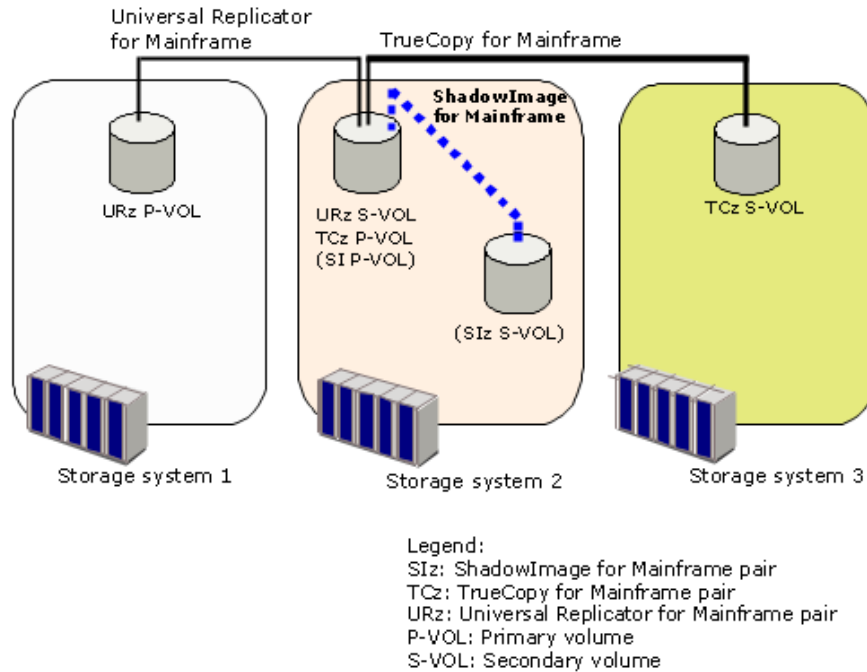 Universal Replicator
for Mainframe
TrueCopy for Mainframe
ShadowImage
for Mainframe
URz P-VOL
URz S-VOL
TCz P-VOL
(SI P-VOL)
(SIz S-VOL)
TCz S-VOL
Storage system 1
Storage system 2
Storage system 3
Legend:
SIz: ShadowImage for Mainframe pair
TCz: TrueCopy for Mainframe pair
URz: Universal Replicator for Mainframe pair
P-VOL: Primary volume
S-VOL: Secondary volume